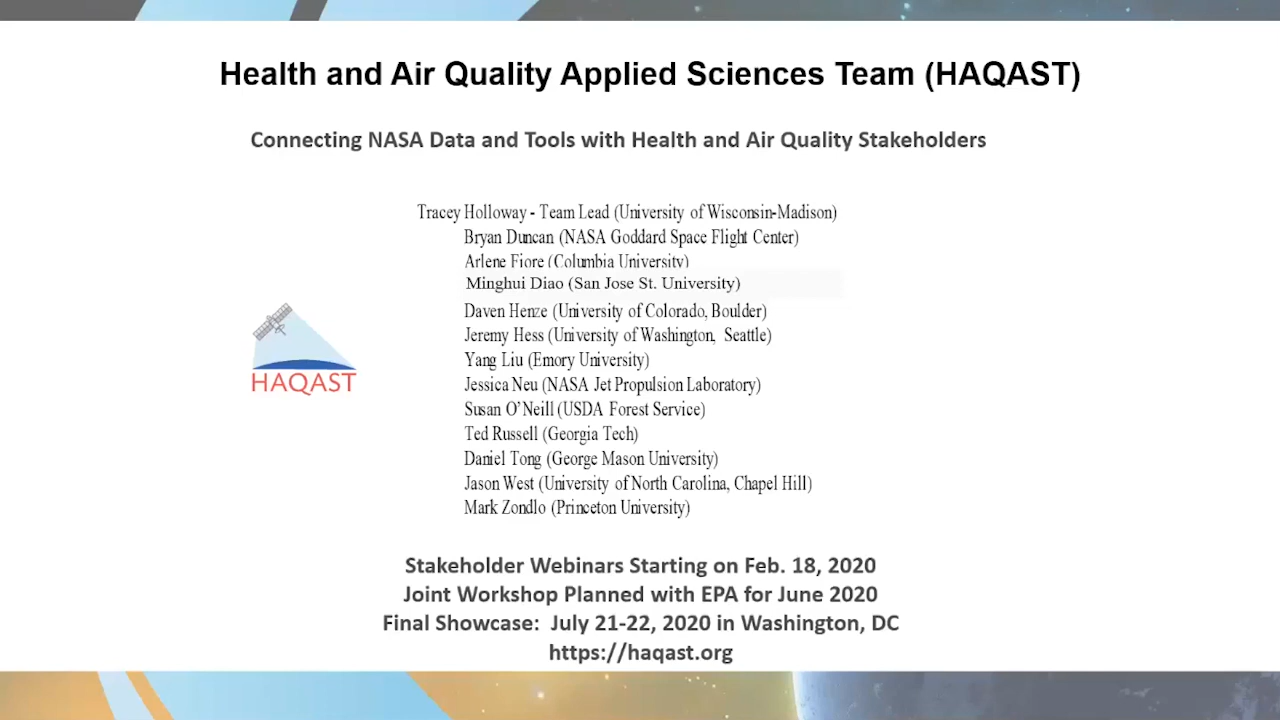 Health and Air Quality Applied Sciences Team (HAQAST)
Connecting NASA Data and Tools with Health and Air Quality Stakeholders
Tracey Holloway - Team Lead (University of Wisconsin-Madison)
Bryan Duncan (NASA Goddard Space Flight Center)
Arlene Fiore (Columbia University)
Minghui Diao (San Jose St. University)
Daven Henze (University of Colorado, Boulder)
Jeremy Hess (University of Washington, Seattle)
Yang Liu (Emory University)
Jessica Neu (NASA Jet Propulsion Laboratory)
Susan O’Neill (USDA Forest Service)
Ted Russell (Georgia Tech)
Daniel Tong (George Mason University)
Jason West (University of North Carolina, Chapel Hill)
Mark Zondlo (Princeton University)
HAQAST
Stakeholder Webinars Starting on Feb. 18, 2020
Joint Workshop Planned with EPA for June 2020
Final Showcase: July 21-22, 2020 in Washington, DC
https://haqast.org